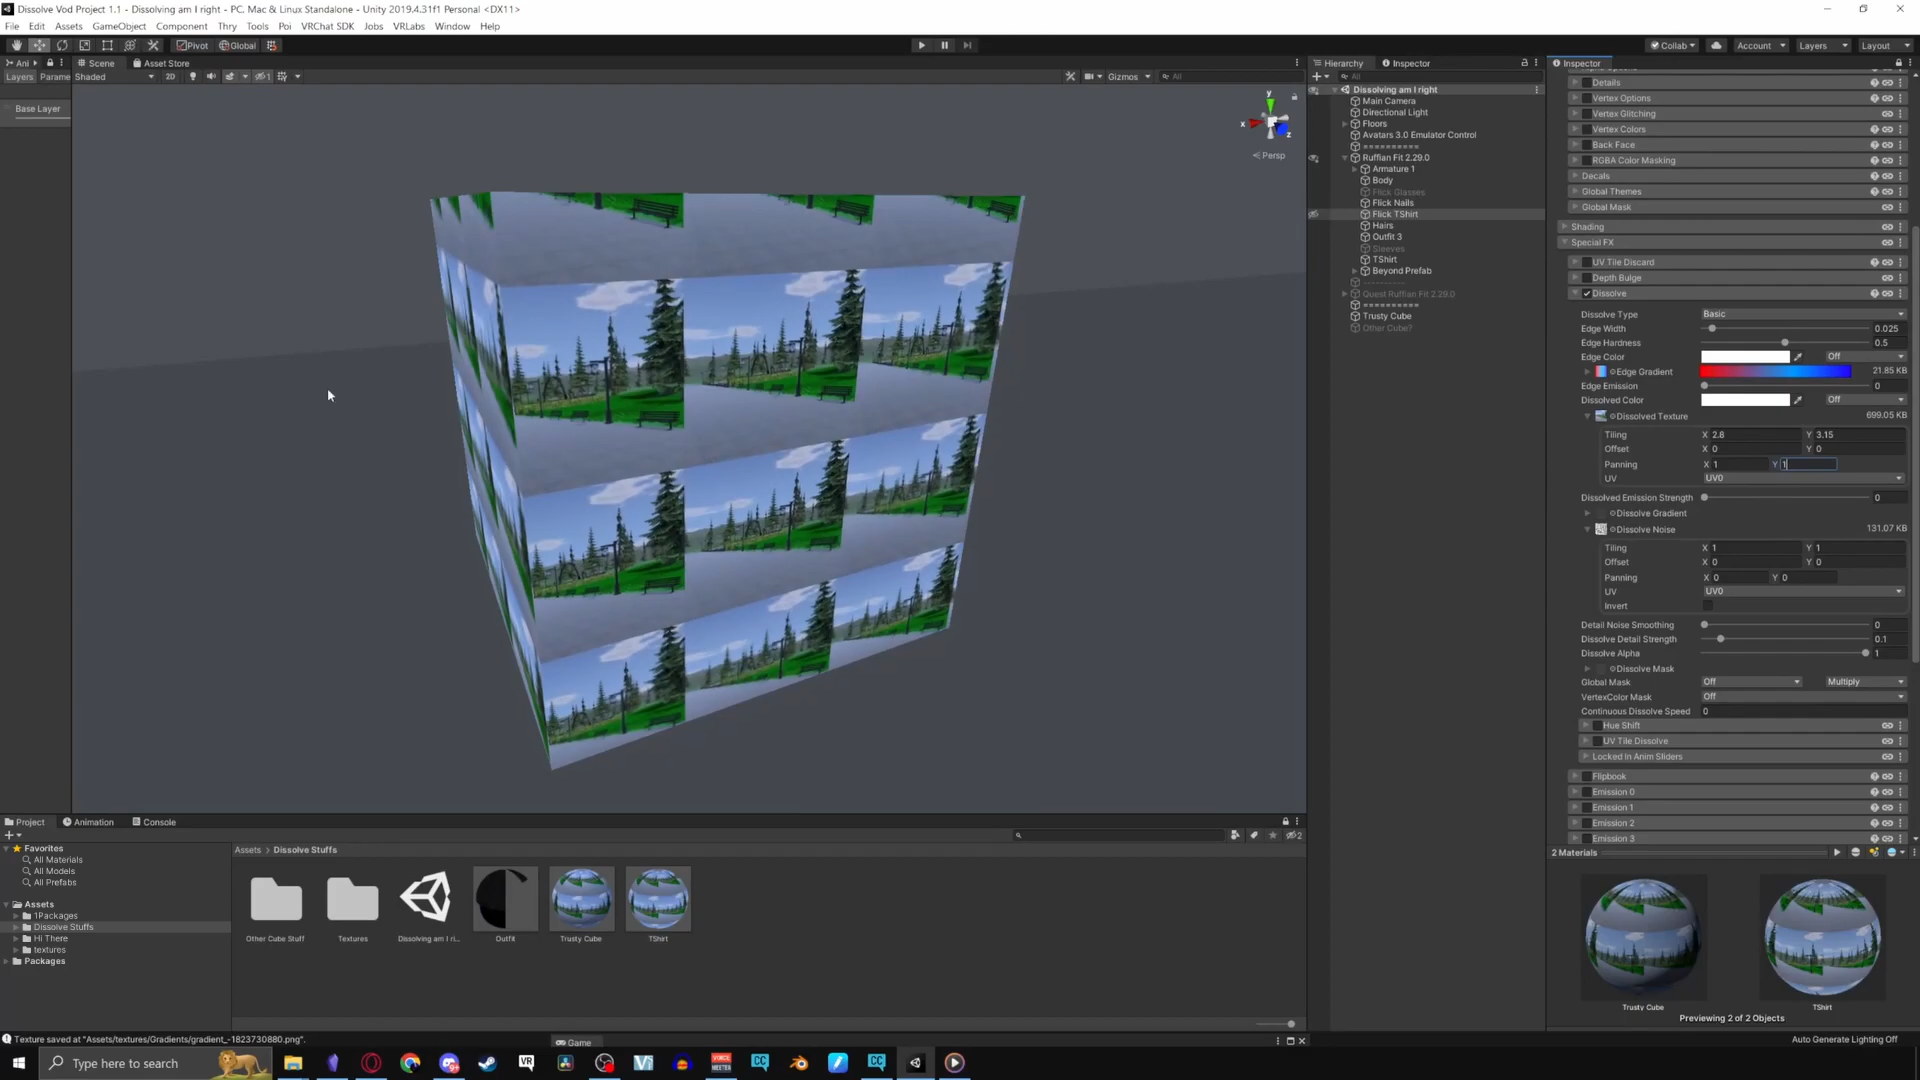 Dissolve Vod Project 1.1 - Dissolving am I right - PC, Mac & Linux Standalone - Unity 2019.4.31f1 Personal <DX11>
File Edit Assets GameObject Component Thry Tools Poi VRChat SDK Jobs VRLabs Window Help
Pivot Global Collab Account Layers Layout
Ani Scene Asset Store Hierarchy Inspector Inspector
Layers Parame Shaded 2D Gizmos All All
Base Layer
y
x
z
Persp
Dissolving am I right
Main Camera
Directional Light
Floors
Avatars 3.0 Emulator Control
==========
Ruffian Fit 2.29.0
Armature 1
Body
Flick Glasses
Flick Nails
Flick TShirt
Hairs
Outfit 3
Sleeves
TShirt
Beyond Prefab
----------
Quest Ruffian Fit 2.29.0
==========
Trusty Cube
Other Cube?
Details
Vertex Options
Vertex Glitching
Vertex Colors
Back Face
RGBA Color Masking
Decals
Global Themes
Global Mask
Shading
Special FX
UV Tile Discard
Depth Bulge
Dissolve
Dissolve Type Basic
Edge Width 0.025
Edge Hardness 0.5
Edge Color Off
Edge Gradient 21.85 KB
Edge Emission 0
Dissolved Color Off
Dissolved Texture 699.05 KB
Tiling X 2.8 Y 3.15
Offset X 0 Y 0
Panning X 1 Y 1
UV UV0
Dissolved Emission Strength 0
Dissolve Gradient
Dissolve Noise 131.07 KB
Tiling X 1 Y 1
Offset X 0 Y 0
Panning X 0 Y 0
UV UV0
Invert
Detail Noise Smoothing 0
Dissolve Detail Strength 0.1
Dissolve Alpha 1
Dissolve Mask
Global Mask Off Multiply
VertexColor Mask Off
Continuous Dissolve Speed 0
Hue Shift
UV Tile Dissolve
Locked In Anim Sliders
Flipbook
Emission 0
Emission 1
Emission 2
Emission 3
2 Materials
Trusty Cube TShirt
Previewing 2 of 2 Objects
Project Animation Console
2
Favorites
All Materials
All Models
All Prefabs
Assets
1Packages
Dissolve Stuffs
Hi There
textures
Packages
Assets > Dissolve Stuffs
Other Cube Stuff Textures Dissolving am I ri... Outfit Trusty Cube TShirt
Texture saved at "Assets/textures/Gradients/gradient_-1823730880.png".
Game
Auto Generate Lighting Off
Type here to search